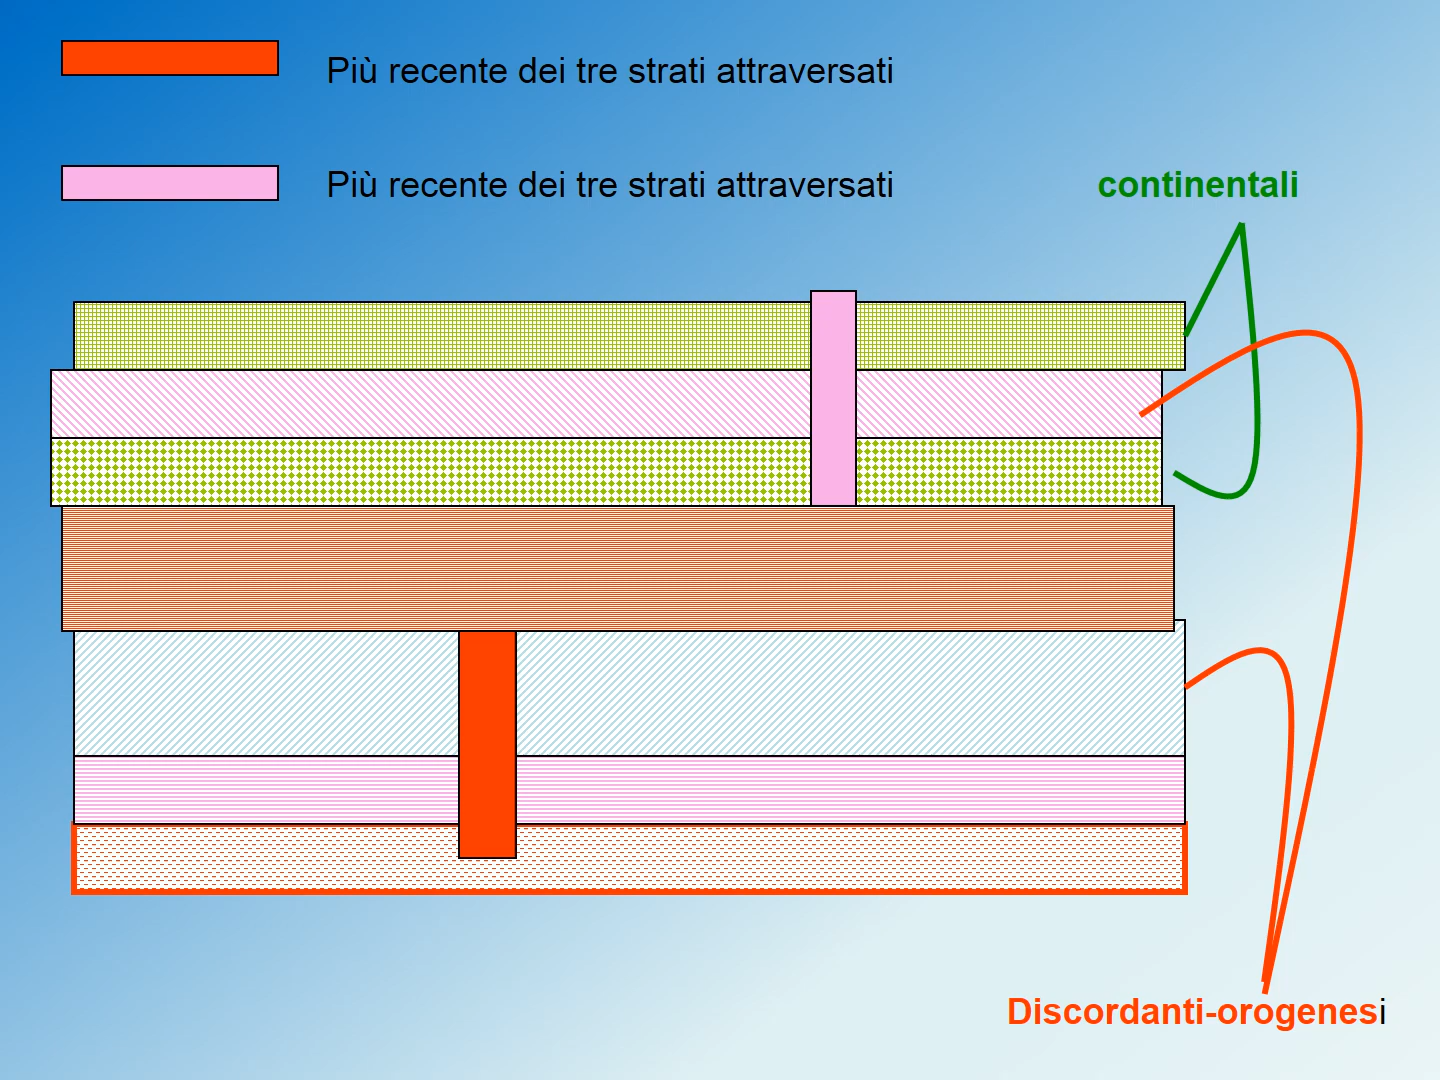 Più recente dei tre strati attraversati
Più recente dei tre strati attraversati
continentali
Discordanti-orogenesi